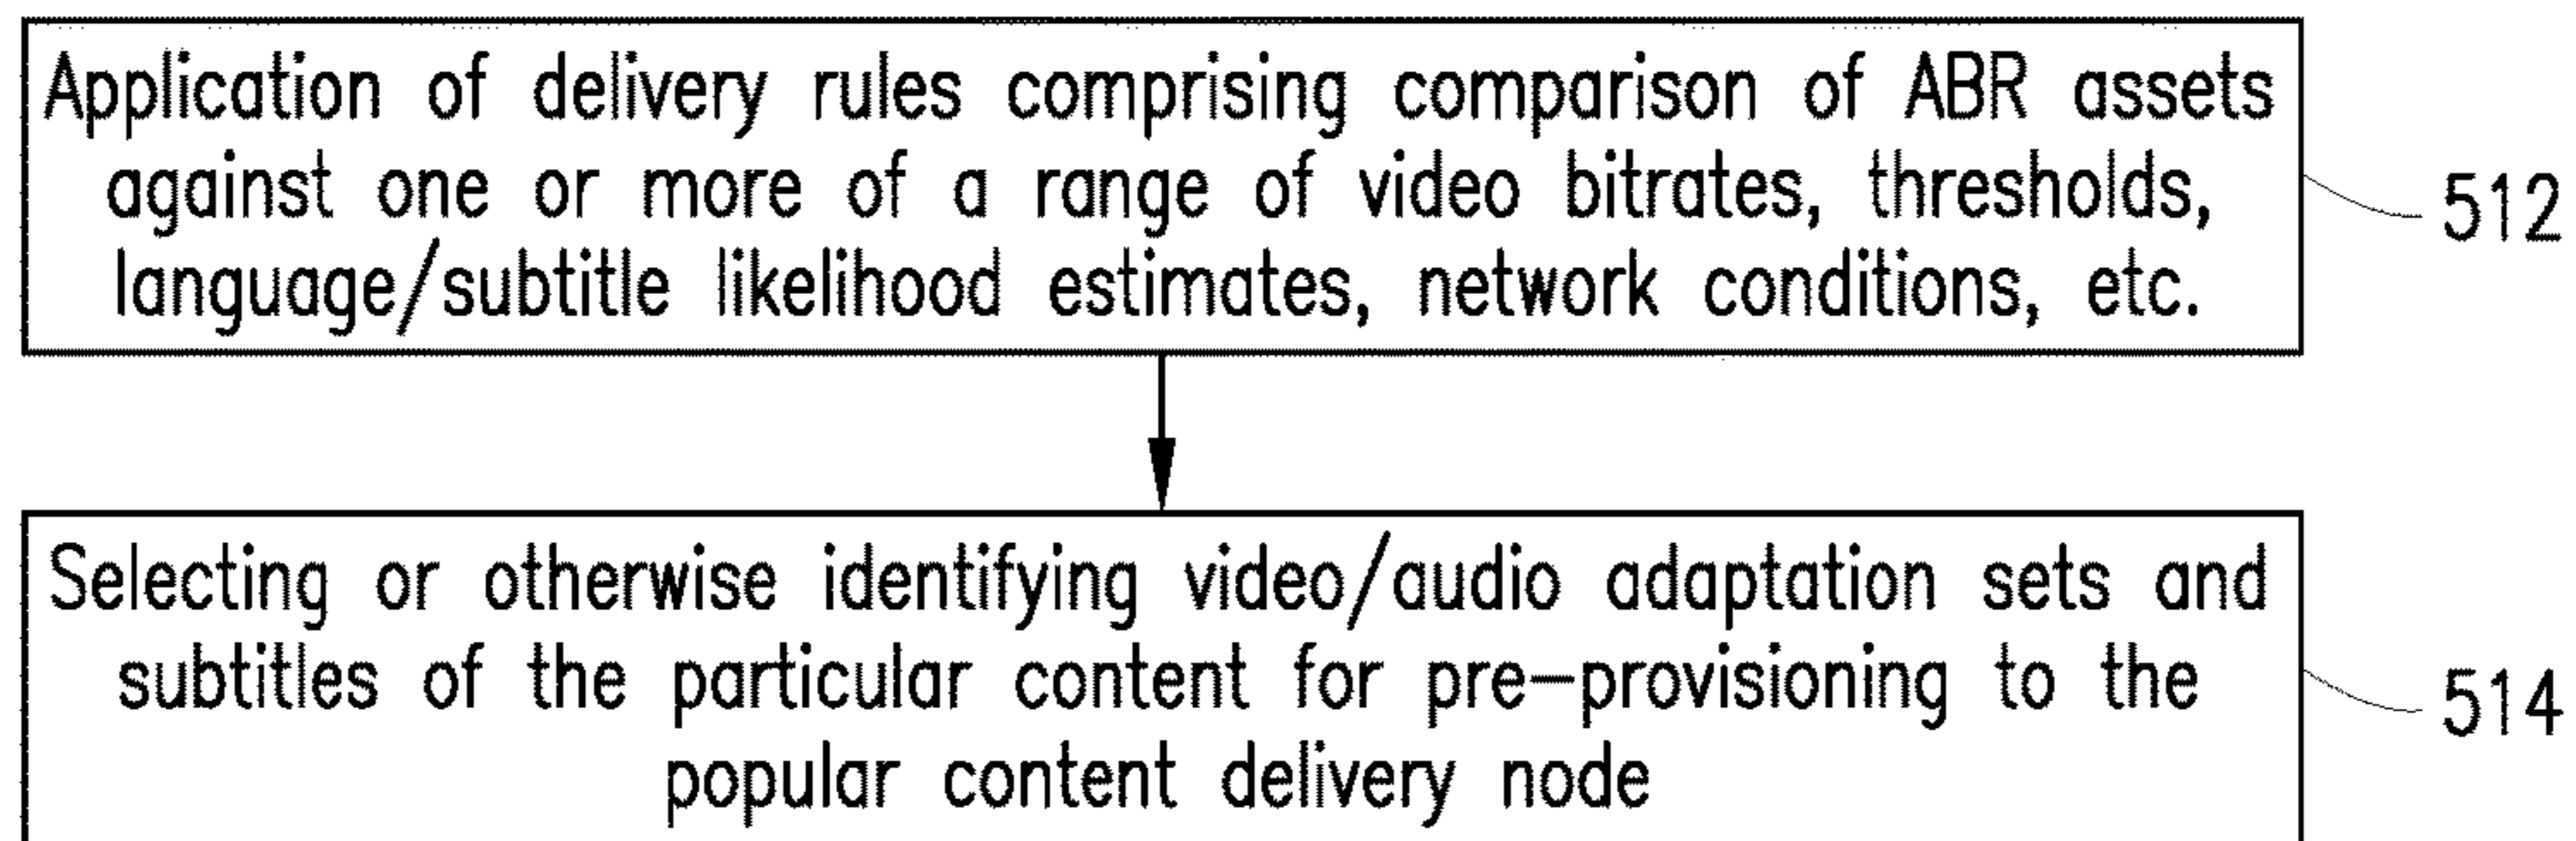 Application of delivery rules comprising comparison of ABR assets
against one or more of a range of video bitrates, thresholds,
language/subtitle likelihood estimates, network conditions, etc.
512
Selecting or otherwise identifying video/audio adaptation sets and
subtitles of the particular content for pre-provisioning to the
popular content delivery node
514